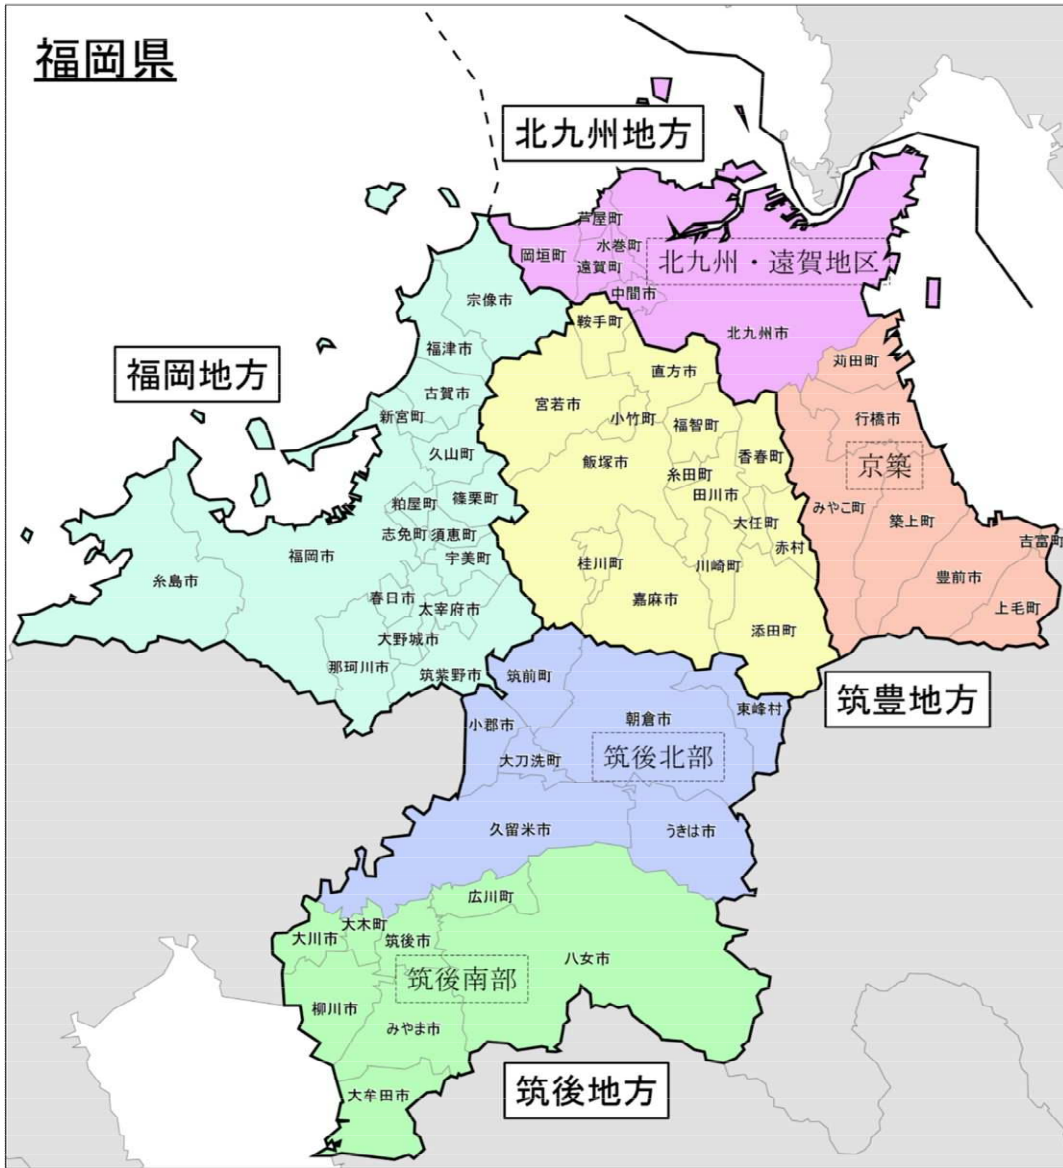 福岡県
北九州地方
芦屋町
水巻町
岡垣町
遠賀町
北九州・遠賀地区
中間市
北九州市
宗像市
鞍手町
福津市
苅田町
福岡地方
直方市
古賀市
宮若市
新宮町
小竹町
福智町
行橋市
久山町
香春町
飯塚市
京築
糸田町
篠栗町
粕屋町
田川市
みやこ町
築上町
大任町
志免町
須恵町
吉富町
赤村
福岡市
宇美町
桂川町
川崎町
糸島市
豊前市
春日市
嘉麻市
太宰府市
上毛町
添田町
大野城市
那珂川市
筑紫野市
筑前町
筑豊地方
東峰村
小郡市
朝倉市
大刀洗町
筑後北部
久留米市
うきは市
広川町
大木町
大川市
筑後市
八女市
筑後南部
柳川市
みやま市
大牟田市
筑後地方